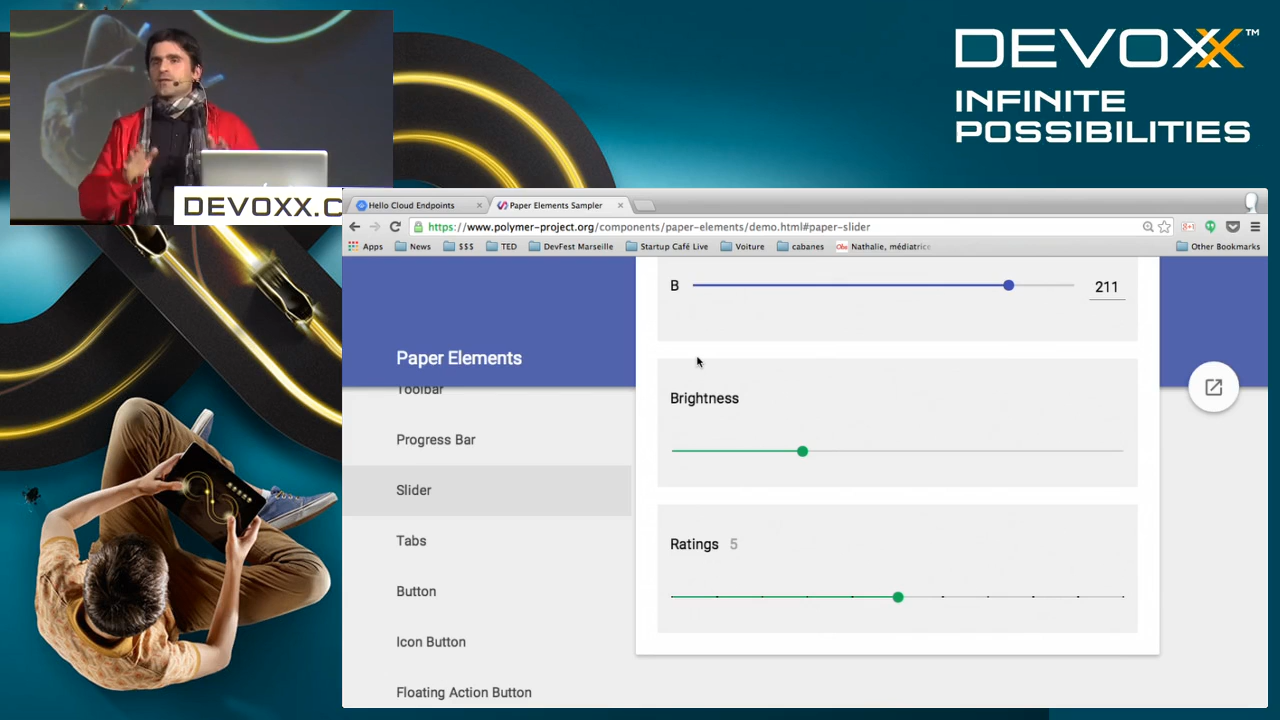 DEVOXX™
INFINITE
POSSIBILITIES
DEVOXX.C
Hello Cloud Endpoints
Paper Elements Sampler
https://www.polymer-project.org/components/paper-elements/demo.html#paper-slider
Apps News $$$ TED DevFest Marseille Startup Café Live Voiture cabanes Obs Nathalie, médiatrice Other Bookmarks
B 211
Paper Elements
Toolbar
Brightness
Progress Bar
Slider
Tabs
Ratings 5
Button
Icon Button
Floating Action Button